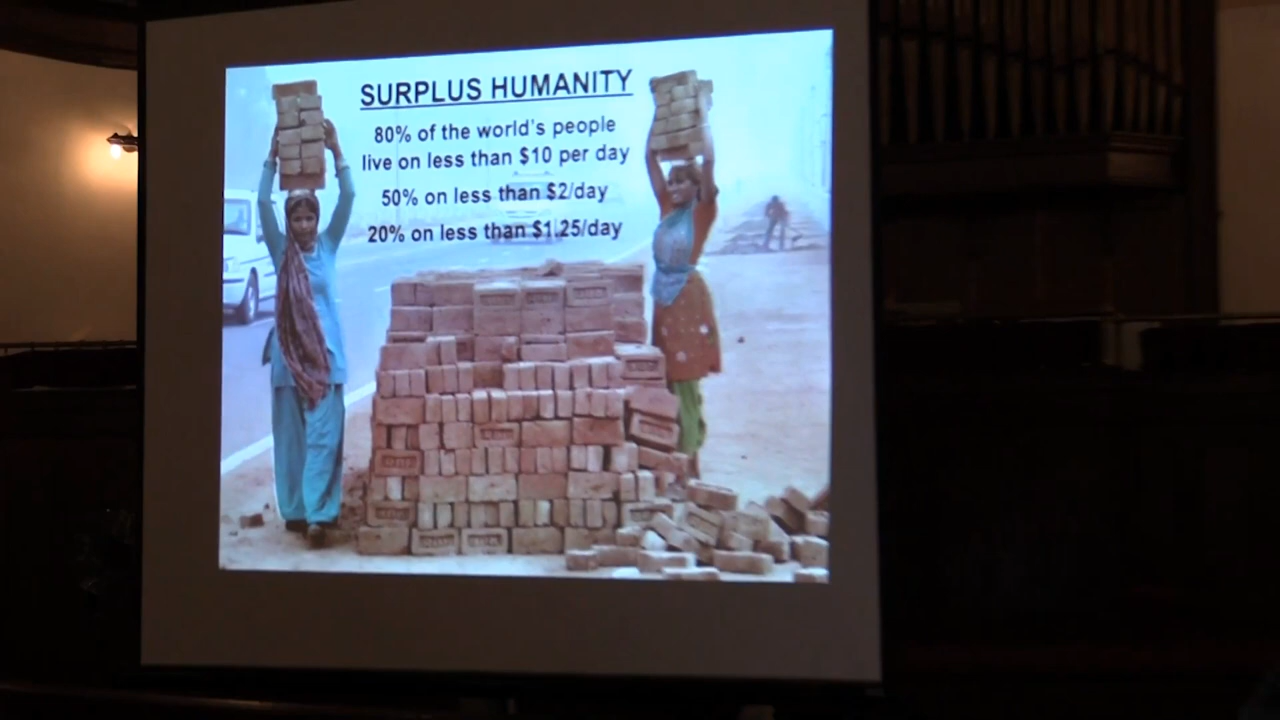 SURPLUS HUMANITY
80% of the world's people
live on less than $10 per day
50% on less than $2/day
20% on less than $1.25/day